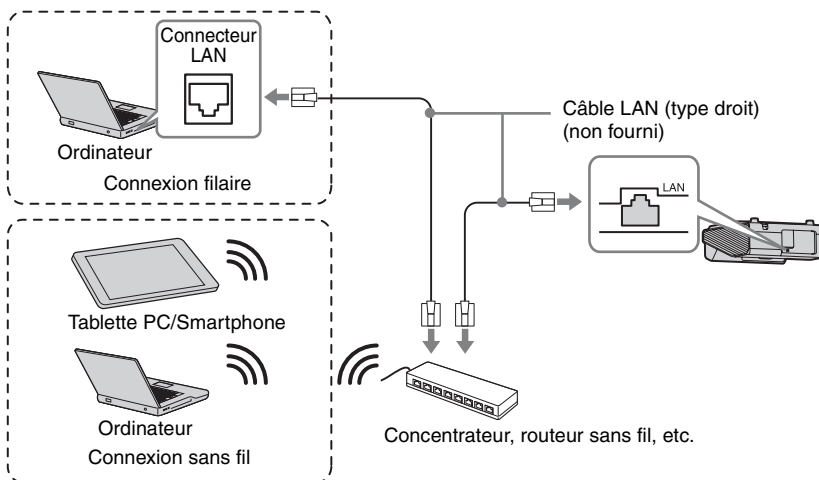 Connecteur
LAN
Ordinateur
Connexion filaire
Câble LAN (type droit)
(non fourni)
LAN
Tablette PC/Smartphone
Ordinateur
Connexion sans fil
Concentrateur, routeur sans fil, etc.